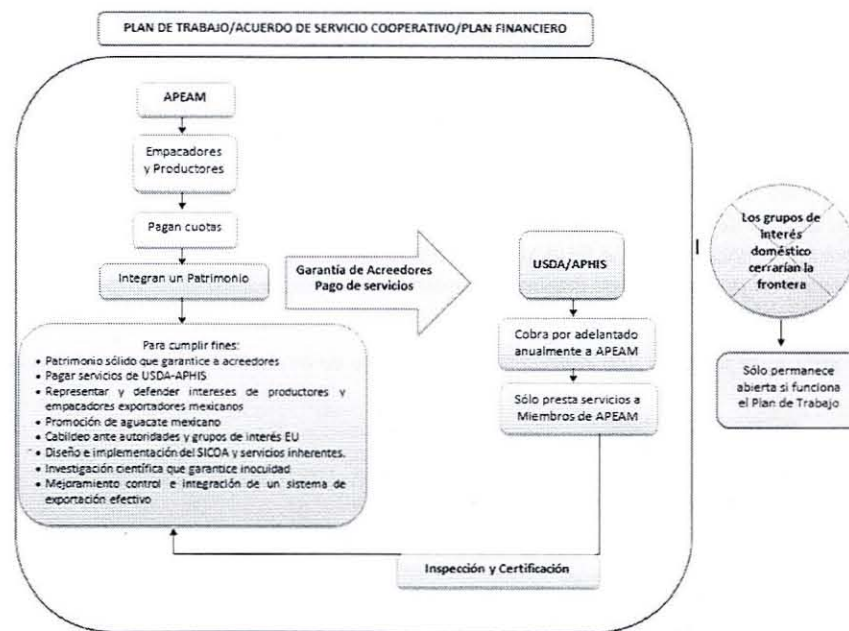 PLAN DE TRABAJO/ACUERDO DE SERVICIO COOPERATIVO/PLAN FINANCIERO
APEAM
Empacadores
y Productores
Pagan cuotas
Integran un Patrimonio
Para cumplir fines:
• Patrimonio sólido que garantice a acreedores
• Pagar servicios de USDA-APHIS
• Representar y defender intereses de productores y
empacadores exportadores mexicanos
• Promoción de aguacate mexicano
• Cabildeo ante autoridades y grupos de interés EU
• Diseño e implementación del SICOA y servicios inherentes.
• Investigación científica que garantice inocuidad
• Mejoramiento control e integración de un sistema de
exportación efectivo
Garantía de Acreedores
Pago de servicios
USDA/APHIS
Cobra por adelantado
anualmente a APEAM
Sólo presta servicios a
Miembros de APEAM
Inspección y Certificación
Los grupos de
interés
doméstico
cerrarían la
frontera
Sólo permanece
abierta si funciona
el Plan de Trabajo